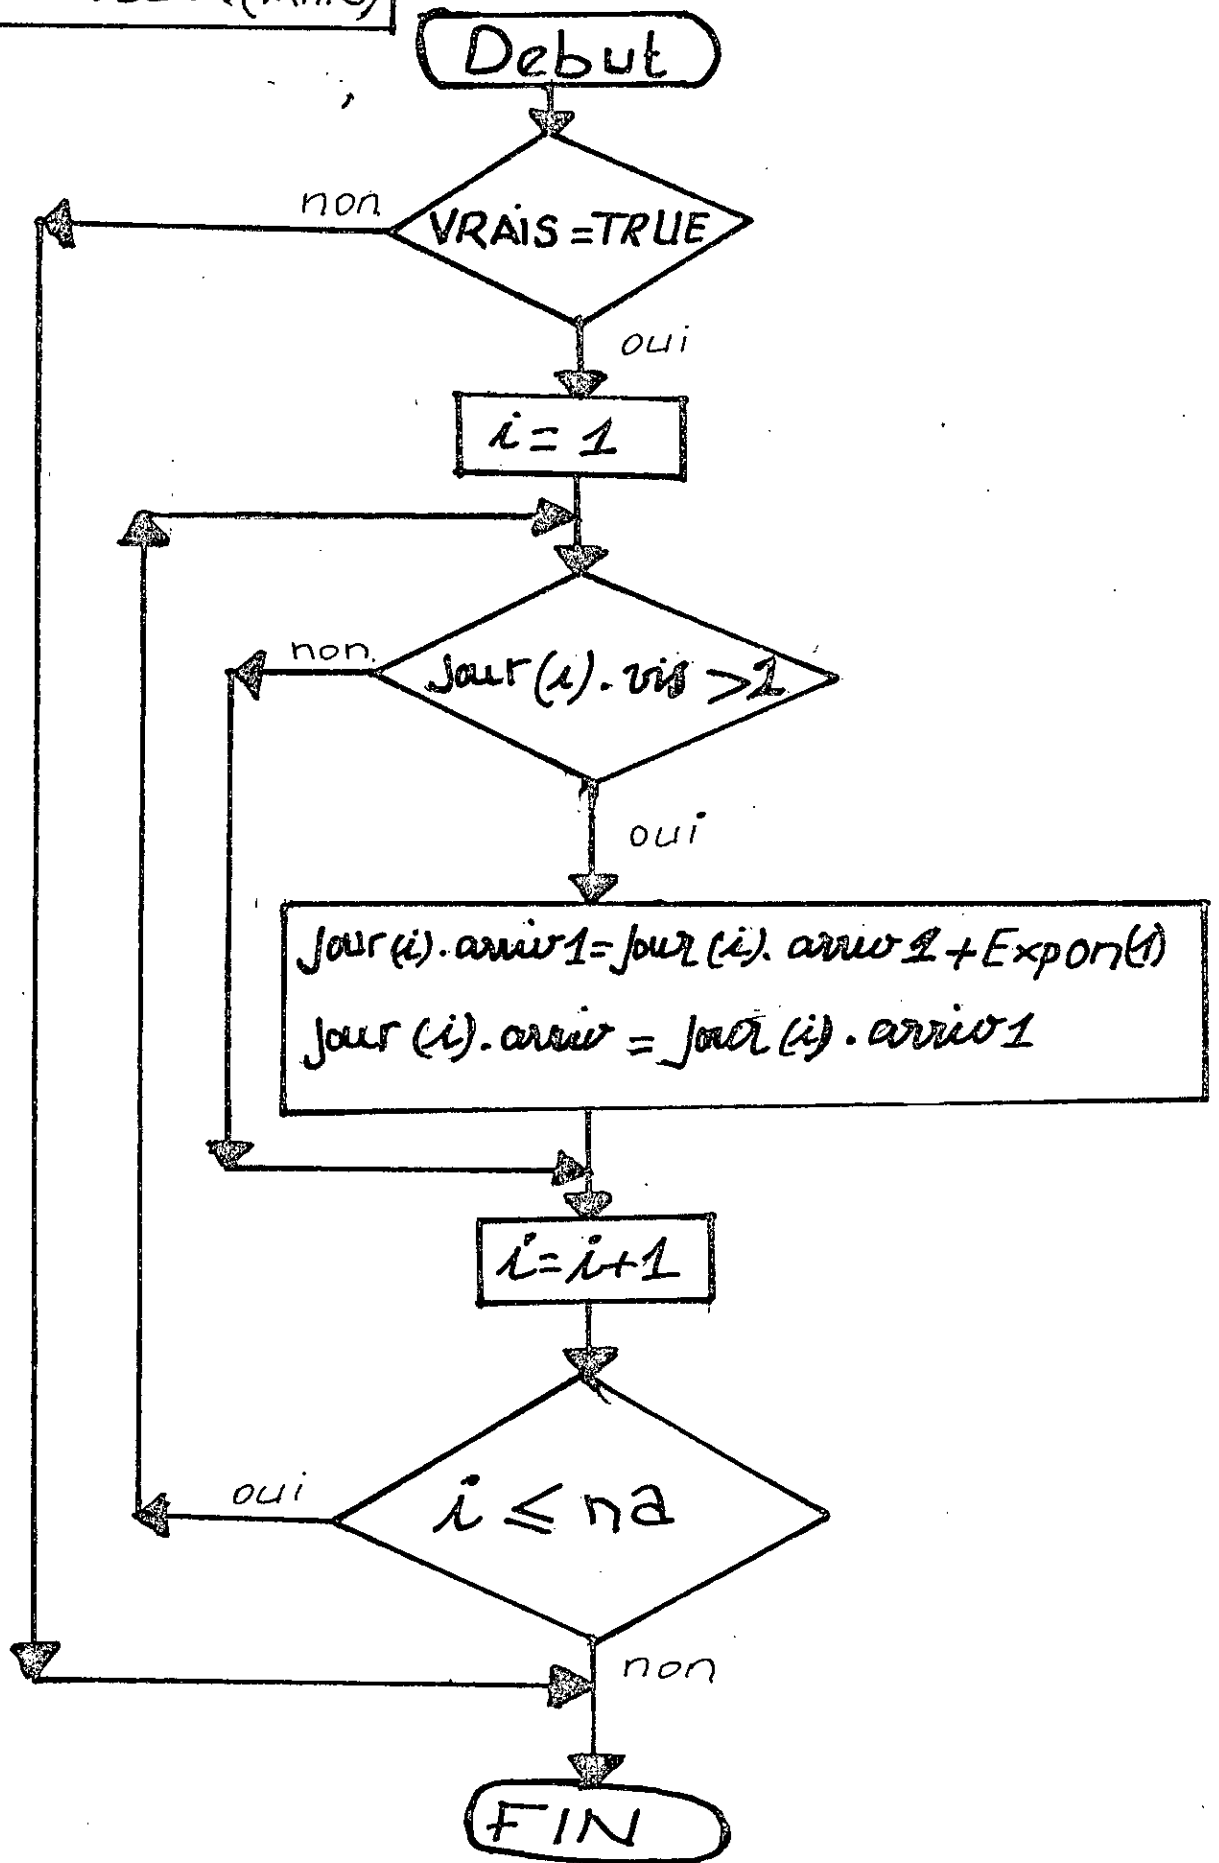 Debut
non
VRAiS=TRUE
oui
i=1
non
Jour(i).vis>1
oui
Jour(i).arriv1=Jour(i).arriv1+Expon(1)
Jour(i).arriv=Jour(i).arriv1
i=i+1
oui
i≤na
non
FIN